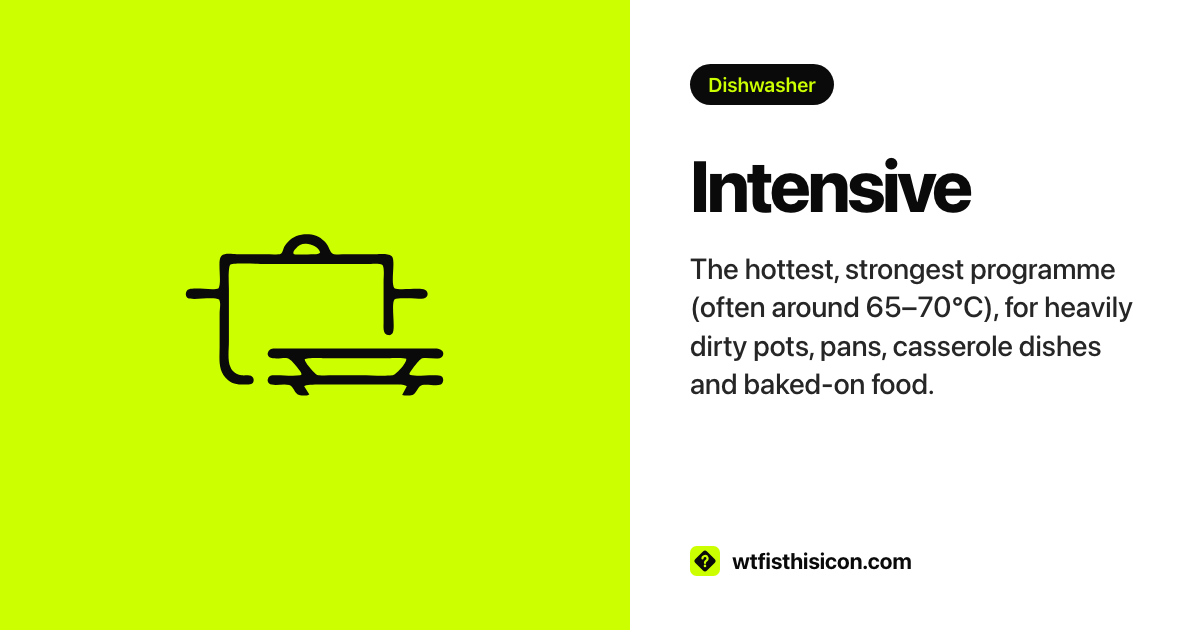 Dishwasher
Intensive
The hottest, strongest programme
(often around 65–70°C), for heavily
dirty pots, pans, casserole dishes
and baked-on food.
?
wtfisthisicon.com